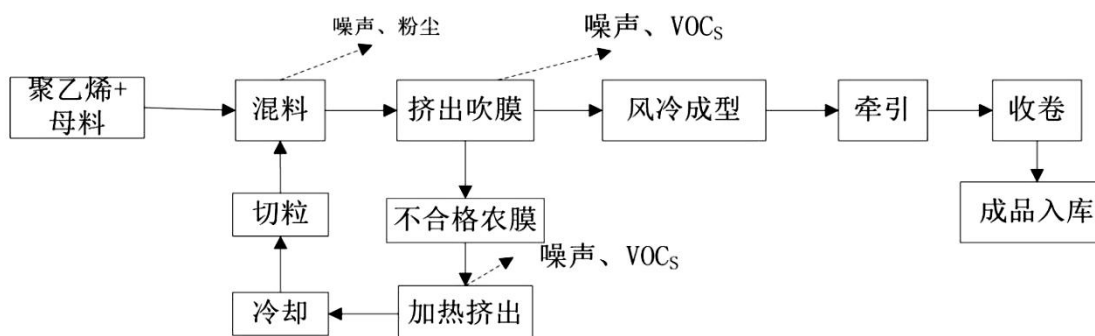 噪声、粉尘
噪声、VOCs
聚乙烯+
母料
混料
挤出吹膜
风冷成型
牵引
收卷
切粒
不合格农膜
成品入库
噪声、VOCs
冷却
加热挤出